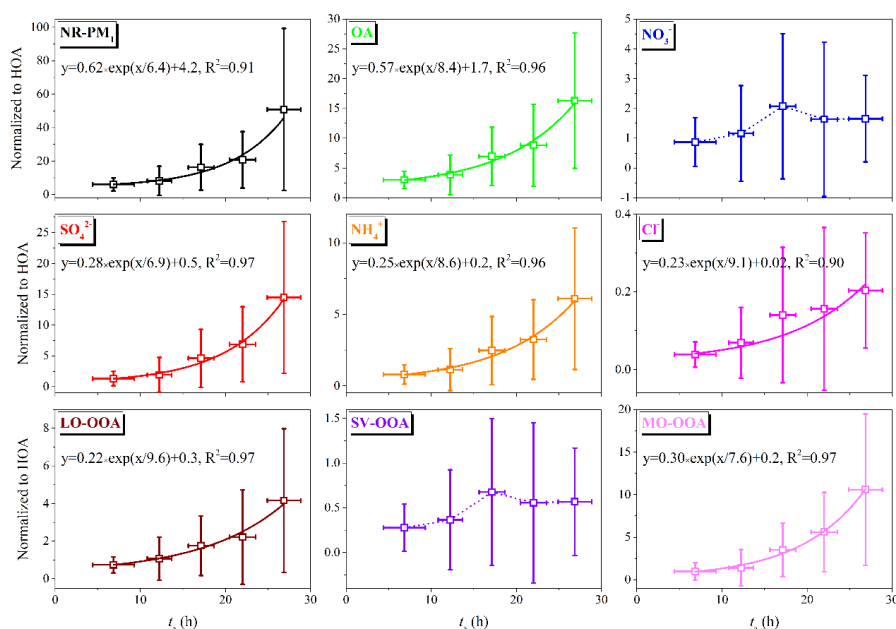 NR-PM1
y=0.62×exp(x/6.4)+4.2, R²=0.91
Normalized to HOA
100
80
60
40
20
0
OA
y=0.57×exp(x/8.4)+1.7, R²=0.96
30
25
20
15
10
5
0
NO3-
5
4
3
2
1
0
-1
SO4²-
y=0.28×exp(x/6.9)+0.5, R²=0.97
Normalized to HOA
25
20
15
10
5
0
NH4+
y=0.25×exp(x/8.6)+0.2, R²=0.96
10
5
0
Cl-
y=0.23×exp(x/9.1)+0.02, R²=0.90
0.4
0.2
0.0
LO-OOA
y=0.22×exp(x/9.6)+0.3, R²=0.97
Normalized to HOA
8
6
4
2
0
0 10 20 30
(h)
SV-OOA
1.5
1.0
0.5
0.0
0 10 20 30
(h)
MO-OOA
y=0.30×exp(x/7.6)+0.2, R²=0.97
20
15
10
5
0
0 10 20 30
(h)